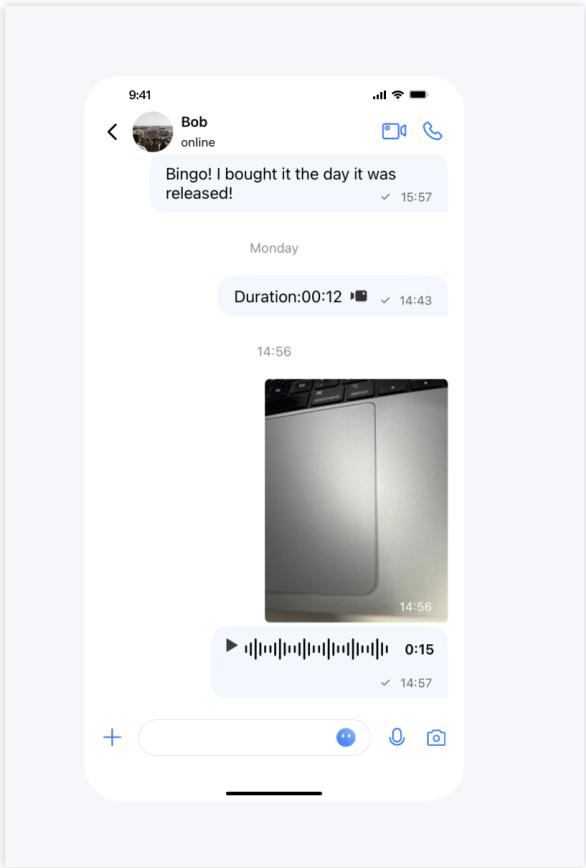 9:41
Bob
online
Bingo! I bought it the day it was
released!
15:57
Monday
Duration:00:12
14:43
14:56
14:56
0:15
14:57